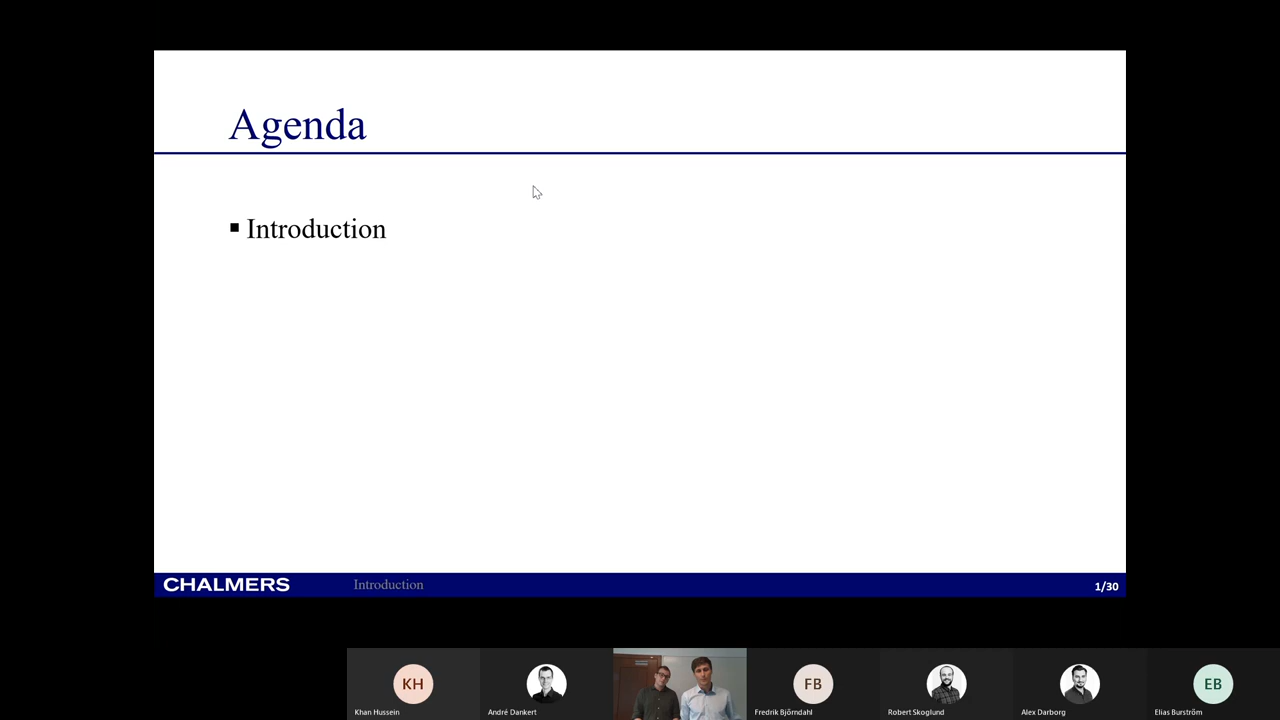 Agenda
Introduction
CHALMERS
Introduction
1/30
KH
FB
EB
Khan Hussein
André Dankert
Fredrik Björndahl
Robert Skoglund
Alex Darborg
Elias Burström